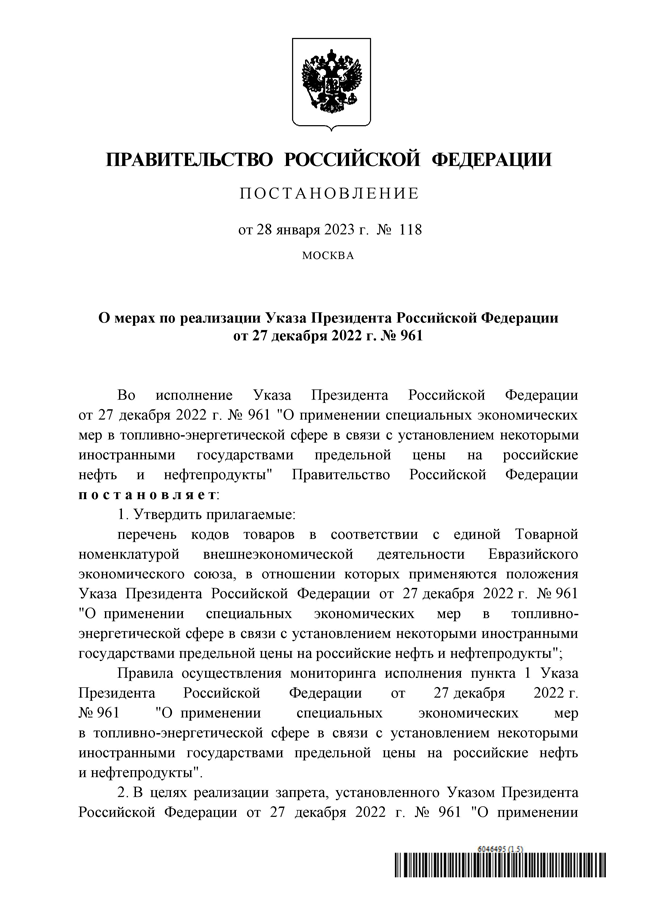 ПРАВИТЕЛЬСТВО РОССИЙСКОЙ ФЕДЕРАЦИИ
ПОСТАНОВЛЕНИЕ
от 28 января 2023 г. № 118
МОСКВА
О мерах по реализации Указа Президента Российской Федерации
от 27 декабря 2022 г. № 961
Во исполнение Указа Президента Российской Федерации
от 27 декабря 2022 г. № 961 "О применении специальных экономических
мер в топливно-энергетической сфере в связи с установлением некоторыми
иностранными государствами предельной цены на российские
нефть и нефтепродукты" Правительство Российской Федерации
постановляет:
1. Утвердить прилагаемые:
перечень кодов товаров в соответствии с единой Товарной
номенклатурой внешнеэкономической деятельности Евразийского
экономического союза, в отношении которых применяются положения
Указа Президента Российской Федерации от 27 декабря 2022 г. № 961
"О применении специальных экономических мер в топливно-
энергетической сфере в связи с установлением некоторыми иностранными
государствами предельной цены на российские нефть и нефтепродукты";
Правила осуществления мониторинга исполнения пункта 1 Указа
Президента Российской Федерации от 27 декабря 2022 г.
№ 961 "О применении специальных экономических мер
в топливно-энергетической сфере в связи с установлением некоторыми
иностранными государствами предельной цены на российские нефть
и нефтепродукты".
2. В целях реализации запрета, установленного Указом Президента
Российской Федерации от 27 декабря 2022 г. № 961 "О применении
6046495 (1.5)